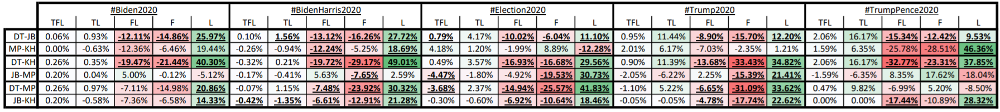 #Biden2020 #BidenHarris2020 #Election2020 #Trump2020 #TrumpPence2020
TFL TL FL F L TFL TL FL F L TFL TL FL F L TFL TL FL F L TFL TL FL F L
DT-JB 0.06% 0.93% -12.11% -14.86% 25.97% 0.10% 1.56% -13.12% -16.26% 27.72% 0.79% 4.17% -10.02% -6.04% 11.10% 0.95% 11.44% -8.90% -15.70% 12.20% 2.06% 16.17% -15.34% -12.42% 9.53%
MP-KH 0.00% -0.63% -12.36% -6.46% 19.44% -0.26% -0.94% -12.24% -5.25% 18.69% 4.18% 1.20% -1.99% 8.89% -12.28% 2.01% 6.17% -7.03% -2.35% 1.21% 1.59% 6.35% -25.78% -28.51% 46.36%
DT-KH 0.26% 0.35% -19.47% -21.44% 40.30% -0.32% 0.21% -19.72% -29.17% 49.01% 0.49% 3.57% -16.93% -16.68% 29.56% 0.90% 11.39% -13.68% -33.43% 34.82% 2.06% 16.17% -32.77% -23.31% 37.85%
JB-MP 0.20% 0.04% 5.00% -0.12% -5.12% -0.17% -0.41% 5.63% -7.65% 2.59% -4.47% -1.80% -4.92% -19.53% 30.73% -2.05% -6.22% 2.25% -15.39% 21.41% -1.59% -6.35% 8.35% 17.62% -18.04%
DT-MP 0.26% 0.97% -7.11% -14.98% 20.86% -0.07% 1.15% -7.48% -23.92% 30.32% -3.68% 2.37% -14.94% -25.57% 41.83% -1.10% 5.22% -6.65% -31.09% 33.62% 0.47% 9.82% -6.99% 5.20% -8.50%
JB-KH 0.20% -0.58% -7.36% -6.58% 14.33% -0.42% -1.35% -6.61% -12.91% 21.28% -0.30% -0.60% -6.92% -10.64% 18.46% -0.05% -0.05% -4.78% -17.74% 22.62% 0.00% 0.00% -17.44% -10.89% 28.32%